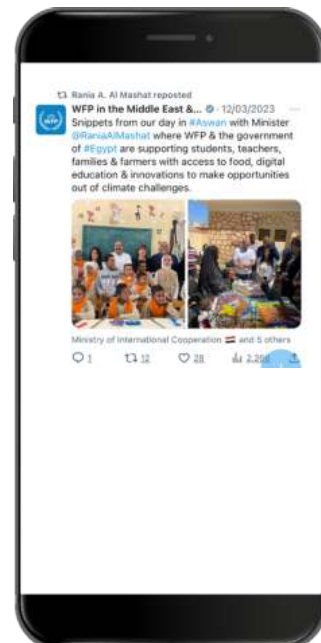 Rania A. Al Mashat reposted
WFP in the Middle East &... · 12/03/2023 ...
Snippets from our day in #Aswan with Minister
@RaniaAlMashat where WFP & the government
of #Egypt are supporting students, teachers,
families & farmers with access to food, digital
education & innovations to make opportunities
out of climate challenges.
Ministry of International Cooperation 🇪🇬 and 5 others
1 12 28